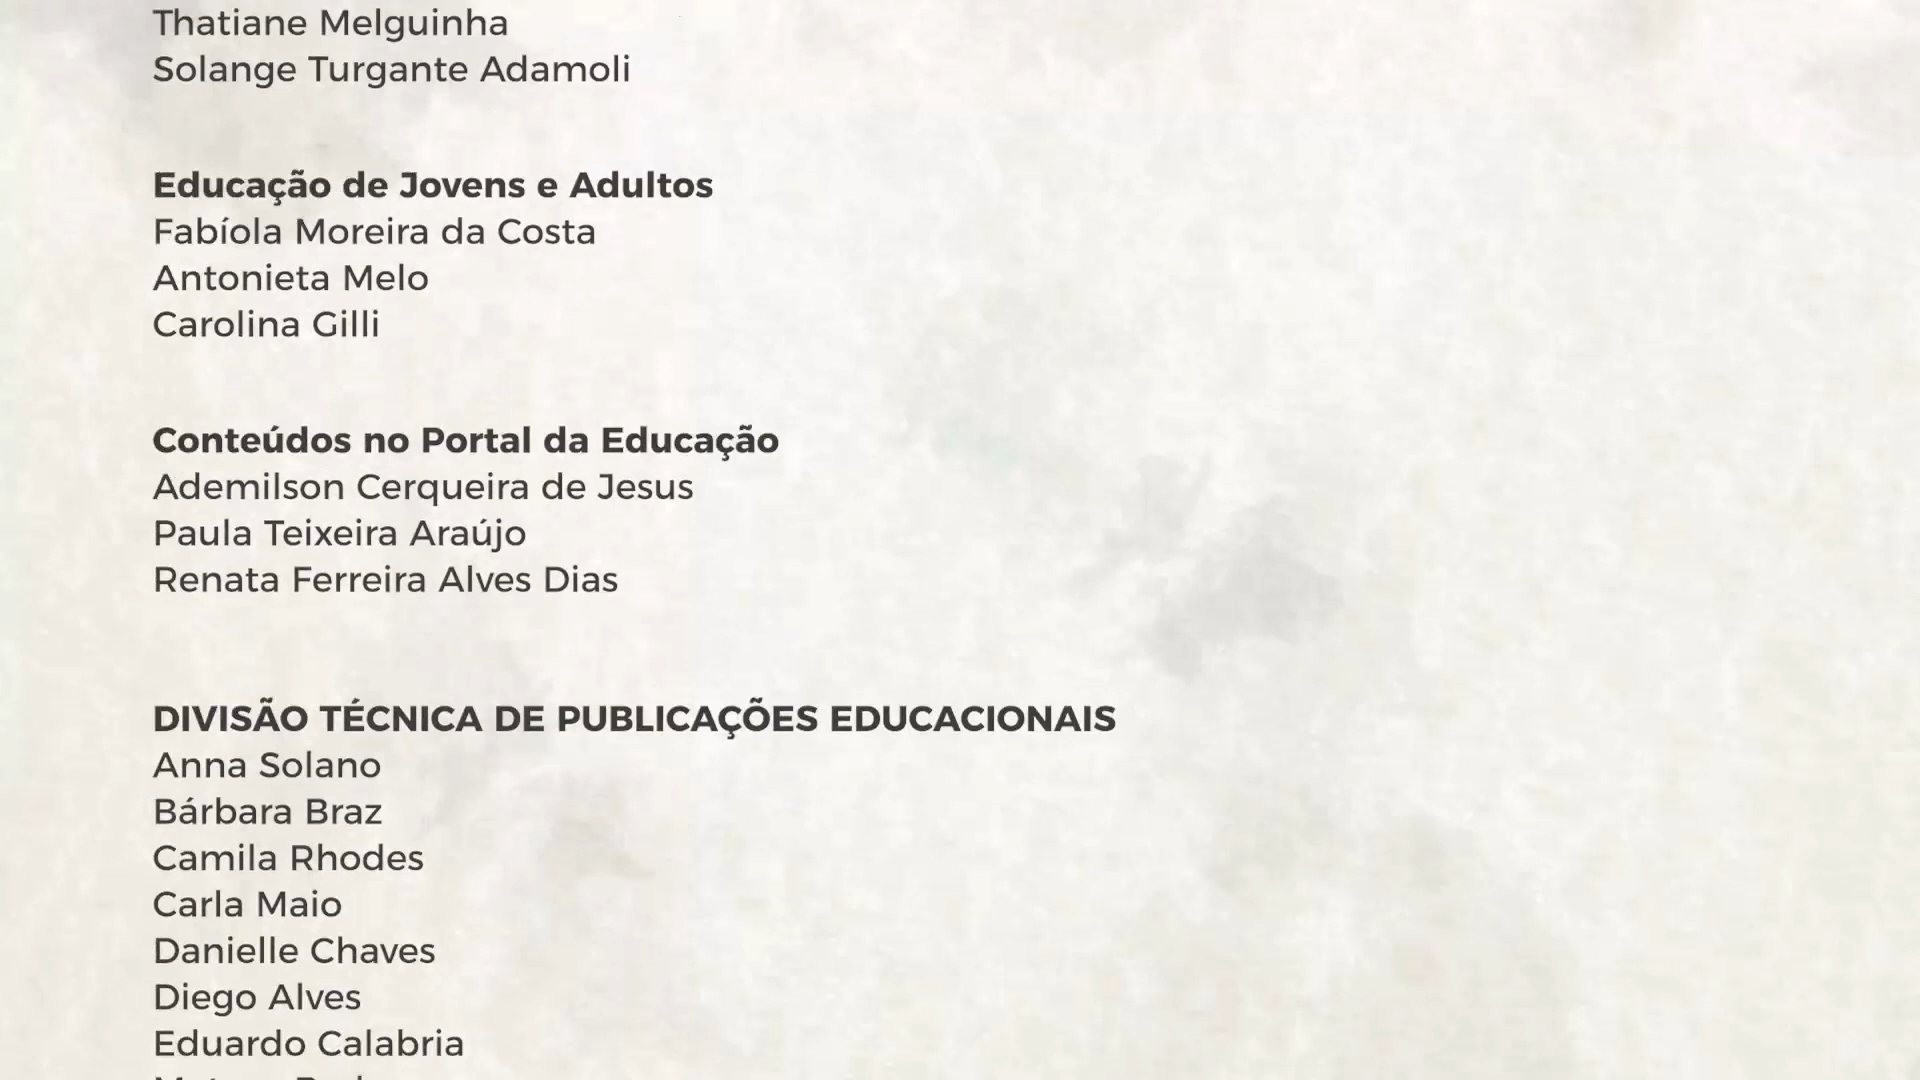 Thatiane Melguinha
Solange Turgante Adamoli
Educação de Jovens e Adultos
Fabíola Moreira da Costa
Antonieta Melo
Carolina Gilli
Conteúdos no Portal da Educação
Ademilson Cerqueira de Jesus
Paula Teixeira Araújo
Renata Ferreira Alves Dias
DIVISÃO TÉCNICA DE PUBLICAÇÕES EDUCACIONAIS
Anna Solano
Bárbara Braz
Camila Rhodes
Carla Maio
Danielle Chaves
Diego Alves
Eduardo Calabria